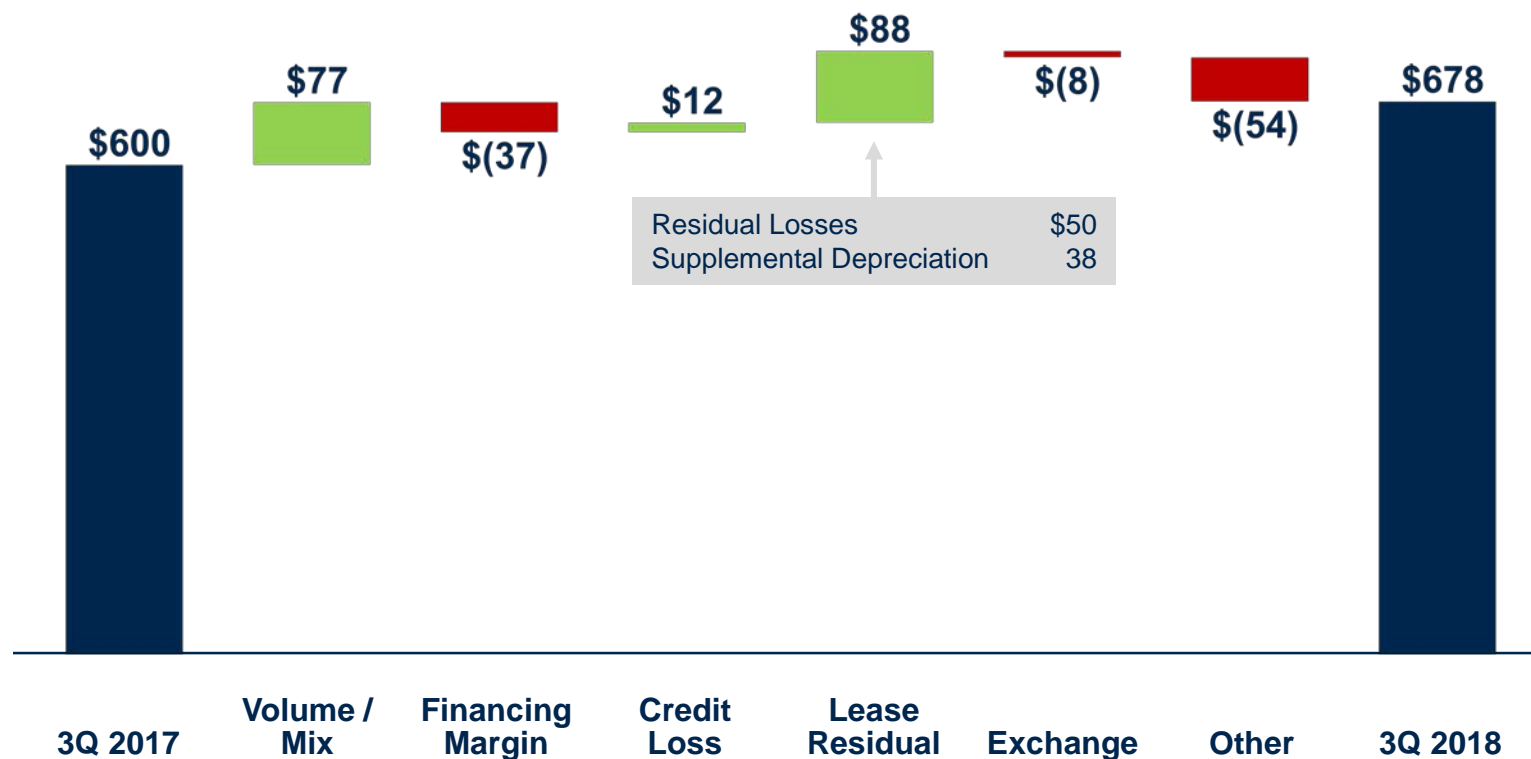 $88
$77
$12
$(8)
$678
$600
$(37)
$(54)
Residual Losses $50
Supplemental Depreciation 38
3Q 2017
Volume /
Mix
Financing
Margin
Credit
Loss
Lease
Residual
Exchange
Other
3Q 2018